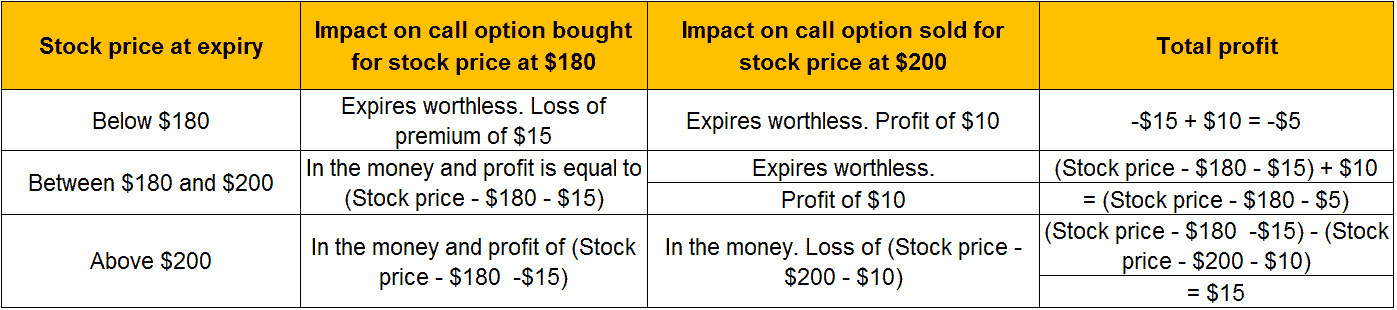 Stock price at expiry
Impact on call option bought
for stock price at $180
Impact on call option sold for
stock price at $200
Total profit
Below $180
Expires worthless. Loss of
premium of $15
Expires worthless. Profit of $10
-$15 + $10 = -$5
Between $180 and $200
In the money and profit is equal to
(Stock price - $180 - $15)
Expires worthless.
Profit of $10
(Stock price - $180 - $15) + $10
= (Stock price - $180 - $5)
Above $200
In the money and profit of (Stock
price - $180  -$15)
In the money. Loss of (Stock price -
$200 - $10)
(Stock price - $180  -$15) - (Stock
price - $200 - $10)
= $15